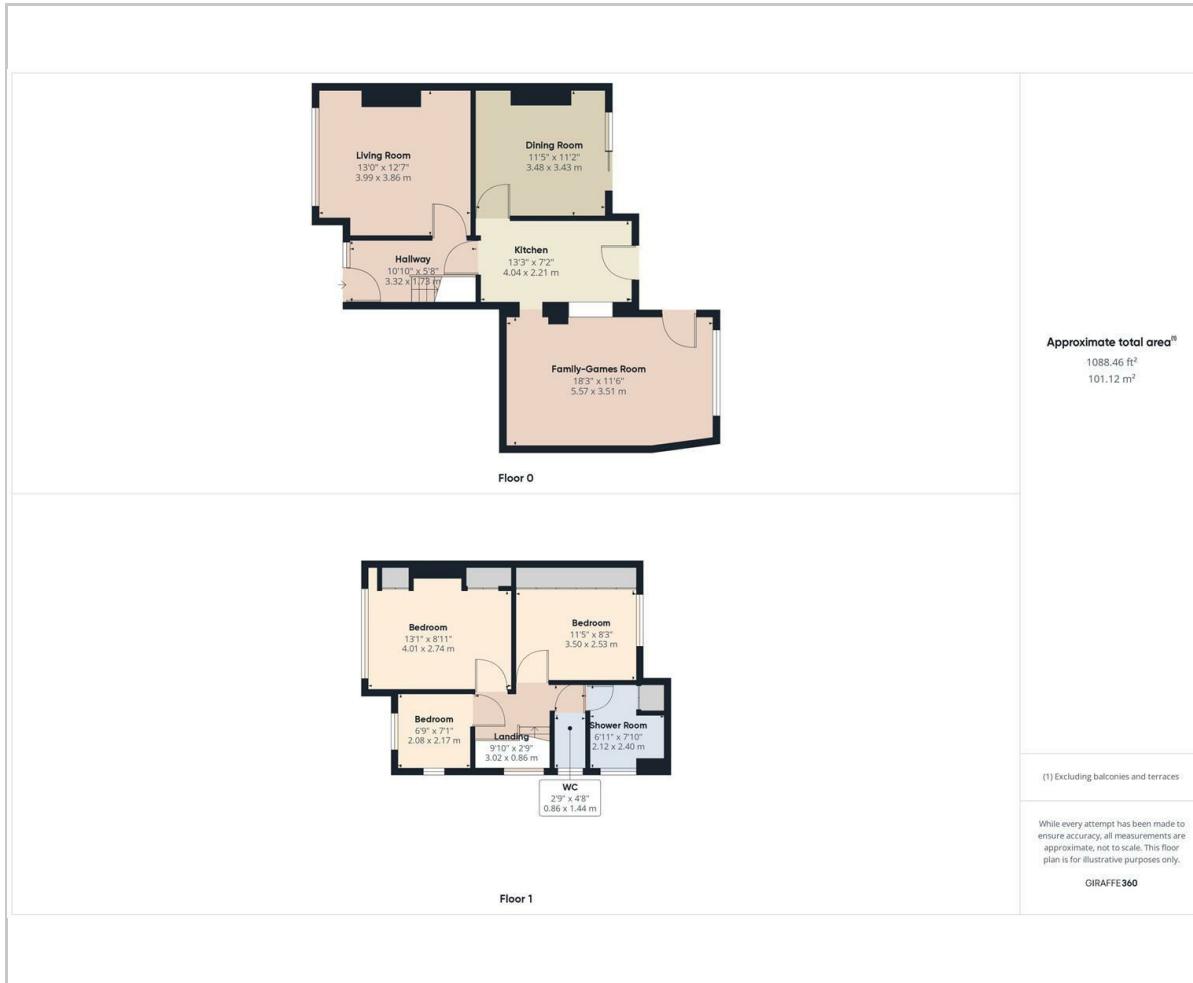 Living Room
13'0" x 12'7"
3.99 x 3.86 m
Dining Room
11'5" x 11'2"
3.48 x 3.43 m
Hallway
10'10" x 5'8"
3.32 x 1.73 m
Kitchen
13'3" x 7'2"
4.04 x 2.21 m
Family-Games Room
18'3" x 11'6"
5.57 x 3.51 m
Floor 0
Bedroom
13'1" x 8'11"
4.01 x 2.74 m
Bedroom
11'5" x 8'3"
3.50 x 2.53 m
Bedroom
6'9" x 7'1"
2.08 x 2.17 m
Landing
9'10" x 2'9"
3.02 x 0.86 m
Shower Room
6'11" x 7'10"
2.12 x 2.40 m
WC
2'9" x 4'8"
0.86 x 1.44 m
Floor 1
Approximate total area(1)
1088.46 ft²
101.12 m²
(1) Excluding balconies and terraces
While every attempt has been made to
ensure accuracy, all measurements are
approximate, not to scale. This floor
plan is for illustrative purposes only.
GIRAFFE360